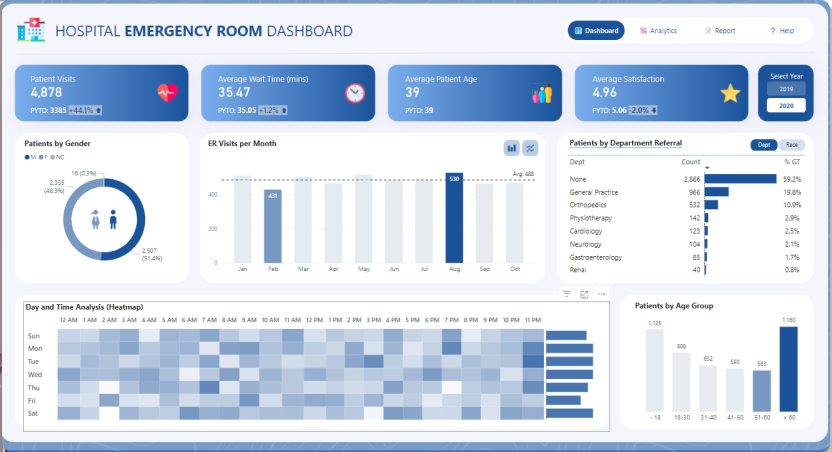 HOSPITAL EMERGENCY ROOM DASHBOARD
Dashboard Analytics Report ? Help
Patient Visits
4,878
PYTD: 3385 +44.1%
Average Wait Time (mins)
35.47
PYTD: 35.05 +1.2%
Average Patient Age
39
PYTD: 39
Average Satisfaction
4.96
PYTD: 5.06 -2.0%
Select Year
2019
2020
Patients by Gender
M F NC
16 (0.3%)
2,355
(48.3%)
2,507
(51.4%)
ER Visits per Month
Avg: 488
400
200
0
431
530
Jan Feb Mar Apr May Jun Jul Aug Sep Oct
Patients by Department Referral
Dept Race
Dept Count % GT
None 2,886 59.2%
General Practice 966 19.8%
Orthopedics 532 10.9%
Physiotherapy 142 2.9%
Cardiology 123 2.5%
Neurology 104 2.1%
Gastroenterology 85 1.7%
Renal 40 0.8%
Day and Time Analysis (Heatmap)
12 AM 1 AM 2 AM 3 AM 4 AM 5 AM 6 AM 7 AM 8 AM 9 AM 10 AM 11 AM 12 PM 1 PM 2 PM 3 PM 4 PM 5 PM 6 PM 7 PM 8 PM 9 PM 10 PM 11 PM
Sun
Mon
Tue
Wed
Thu
Fri
Sat
Patients by Age Group
1,125
808
632
590
563
1,160
- 18 18-30 31-40 41-50 51-60 + 60